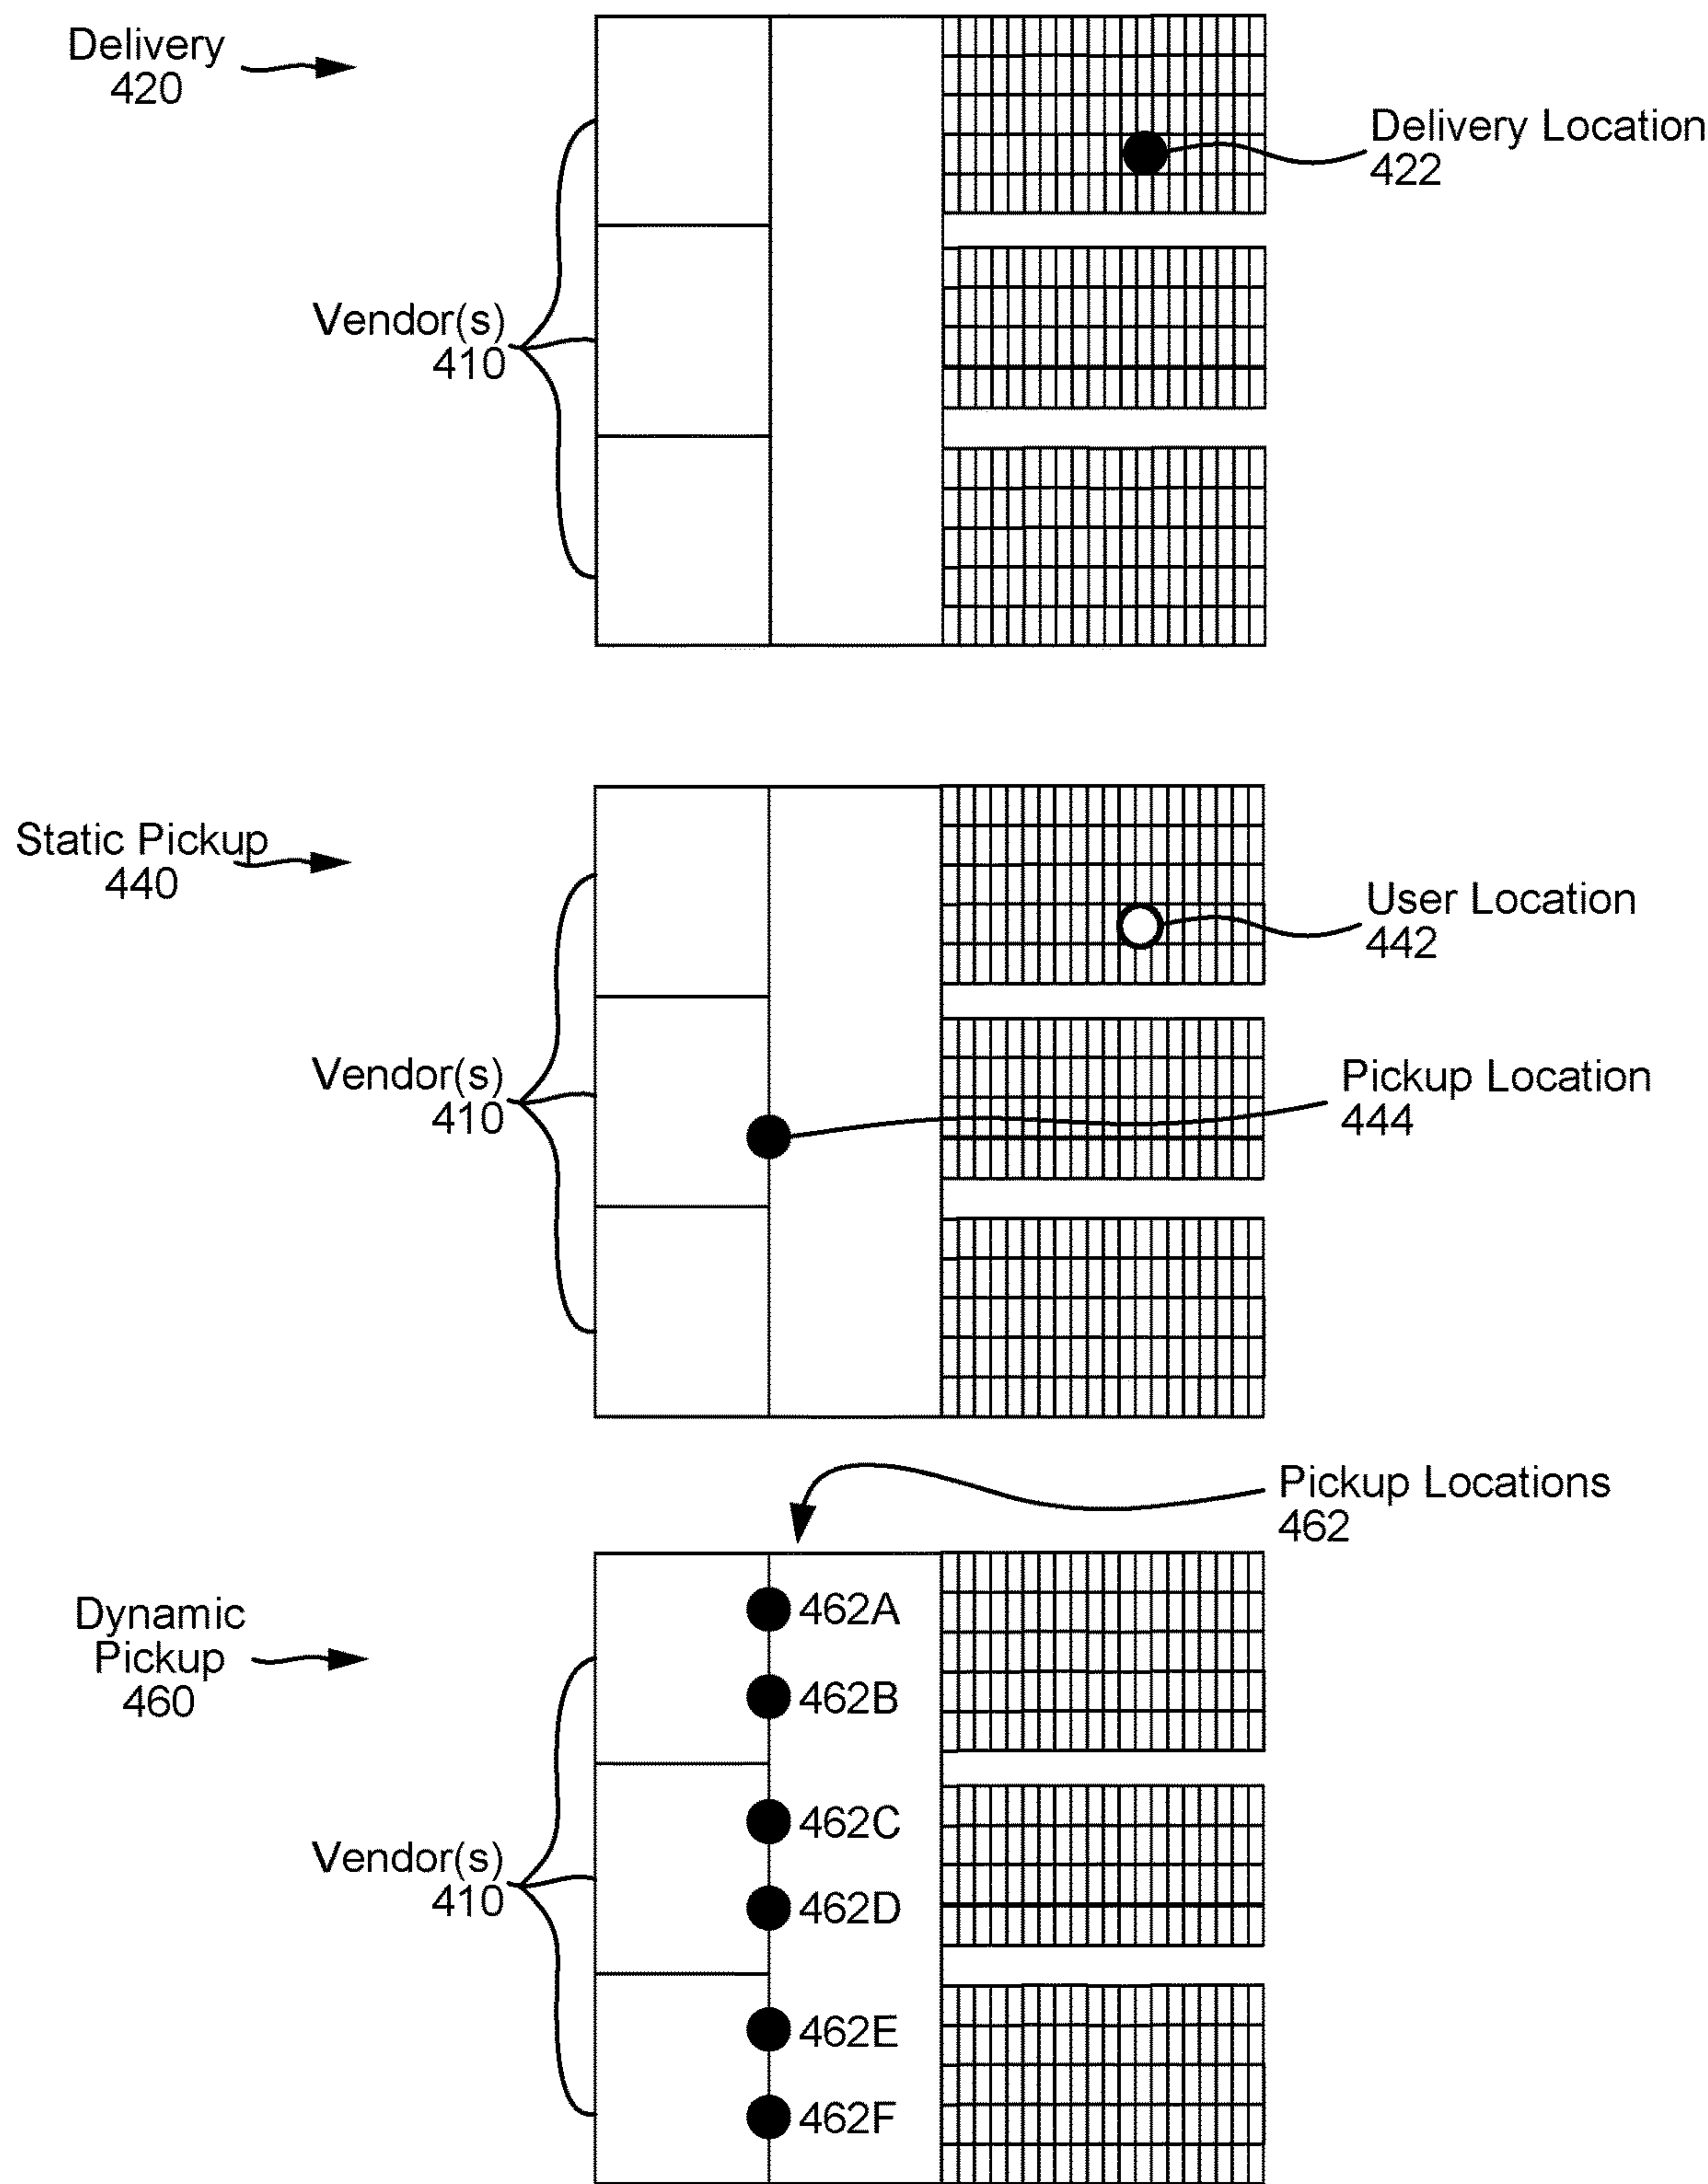 Delivery
420
Delivery Location
422
Vendor(s)
410
Static Pickup
440
User Location
442
Vendor(s)
410
Pickup Location
444
Pickup Locations
462
Dynamic
Pickup
460
462A
462B
462C
Vendor(s)
410
462D
462E
462F